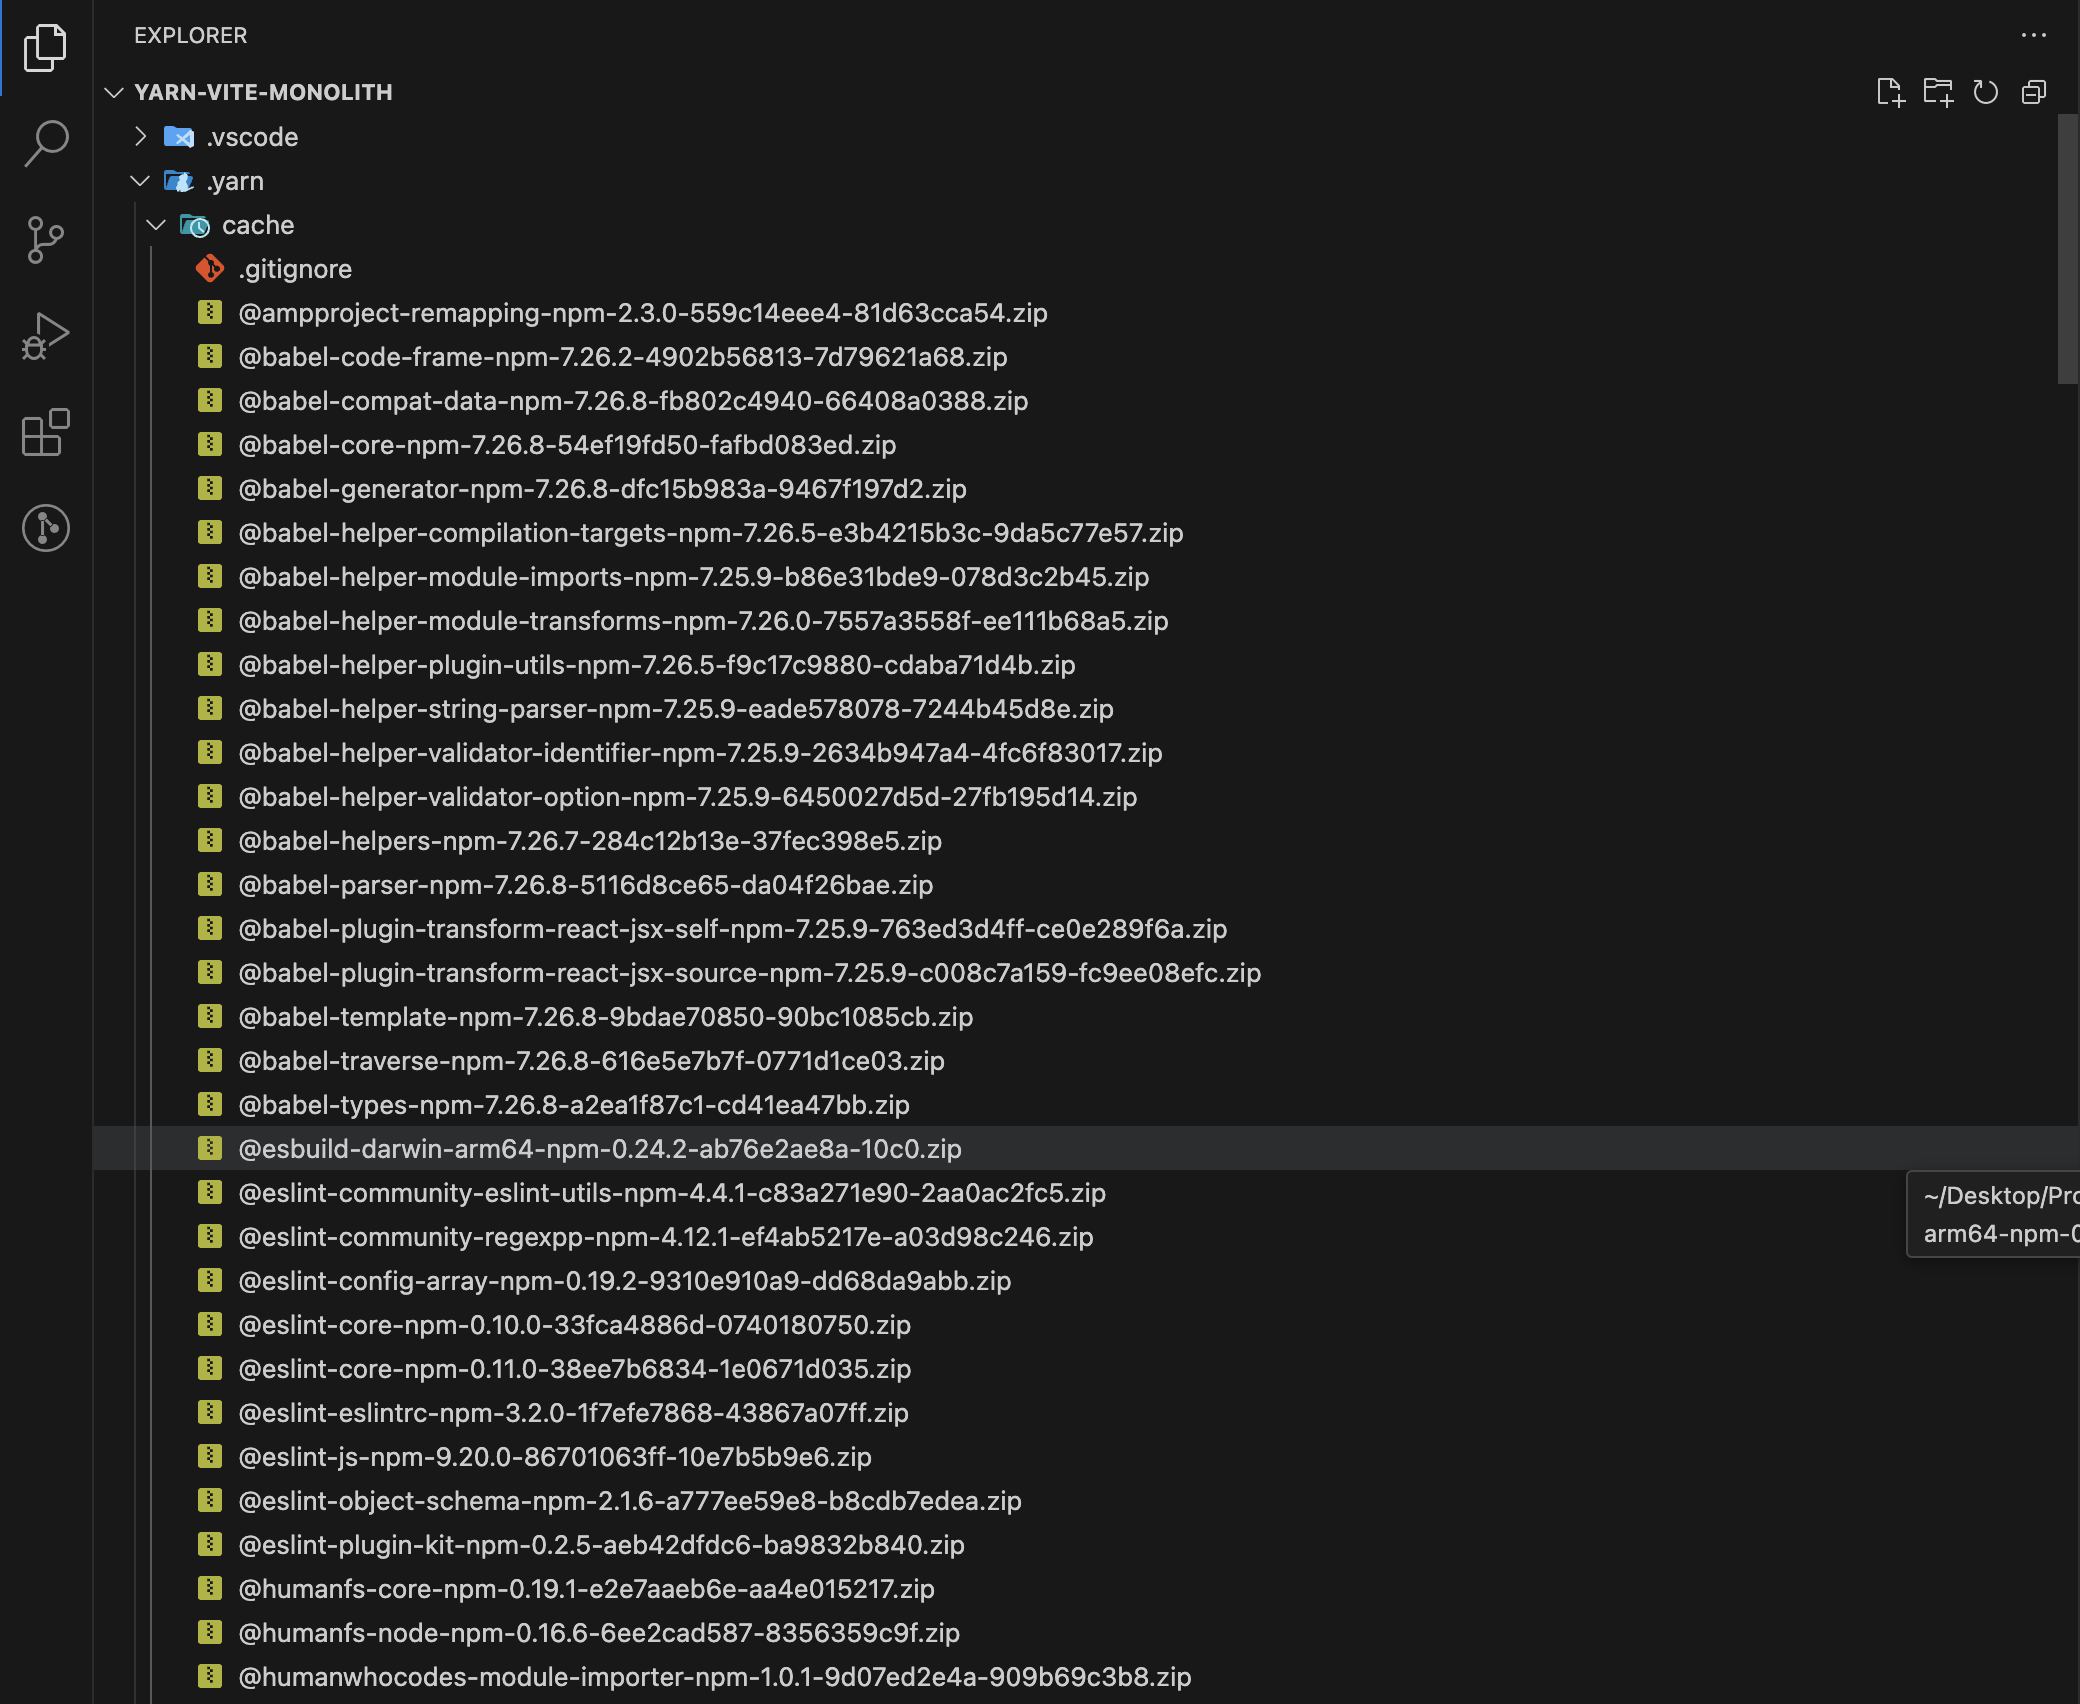 EXPLORER
YARN-VITE-MONOLITH
.vscode
.yarn
cache
.gitignore
@ampproject-remapping-npm-2.3.0-559c14eee4-81d63cca54.zip
@babel-code-frame-npm-7.26.2-4902b56813-7d79621a68.zip
@babel-compat-data-npm-7.26.8-fb802c4940-66408a0388.zip
@babel-core-npm-7.26.8-54ef19fd50-fafbd083ed.zip
@babel-generator-npm-7.26.8-dfc15b983a-9467f197d2.zip
@babel-helper-compilation-targets-npm-7.26.5-e3b4215b3c-9da5c77e57.zip
@babel-helper-module-imports-npm-7.25.9-b86e31bde9-078d3c2b45.zip
@babel-helper-module-transforms-npm-7.26.0-7557a3558f-ee111b68a5.zip
@babel-helper-plugin-utils-npm-7.26.5-f9c17c9880-cdaba71d4b.zip
@babel-helper-string-parser-npm-7.25.9-eade578078-7244b45d8e.zip
@babel-helper-validator-identifier-npm-7.25.9-2634b947a4-4fc6f83017.zip
@babel-helper-validator-option-npm-7.25.9-6450027d5d-27fb195d14.zip
@babel-helpers-npm-7.26.7-284c12b13e-37fec398e5.zip
@babel-parser-npm-7.26.8-5116d8ce65-da04f26bae.zip
@babel-plugin-transform-react-jsx-self-npm-7.25.9-763ed3d4ff-ce0e289f6a.zip
@babel-plugin-transform-react-jsx-source-npm-7.25.9-c008c7a159-fc9ee08efc.zip
@babel-template-npm-7.26.8-9bdae70850-90bc1085cb.zip
@babel-traverse-npm-7.26.8-616e5e7b7f-0771d1ce03.zip
@babel-types-npm-7.26.8-a2ea1f87c1-cd41ea47bb.zip
@esbuild-darwin-arm64-npm-0.24.2-ab76e2ae8a-10c0.zip
@eslint-community-eslint-utils-npm-4.4.1-c83a271e90-2aa0ac2fc5.zip
~/Desktop/Pro
@eslint-community-regexpp-npm-4.12.1-ef4ab5217e-a03d98c246.zip
arm64-npm-0
@eslint-config-array-npm-0.19.2-9310e910a9-dd68da9abb.zip
@eslint-core-npm-0.10.0-33fca4886d-0740180750.zip
@eslint-core-npm-0.11.0-38ee7b6834-1e0671d035.zip
@eslint-eslintrc-npm-3.2.0-1f7efe7868-43867a07ff.zip
@eslint-js-npm-9.20.0-86701063ff-10e7b5b9e6.zip
@eslint-object-schema-npm-2.1.6-a777ee59e8-b8cdb7edea.zip
@eslint-plugin-kit-npm-0.2.5-aeb42dfdc6-ba9832b840.zip
@humanfs-core-npm-0.19.1-e2e7aaeb6e-aa4e015217.zip
@humanfs-node-npm-0.16.6-6ee2cad587-8356359c9f.zip
@humanwhocodes-module-importer-npm-1.0.1-9d07ed2e4a-909b69c3b8.zip